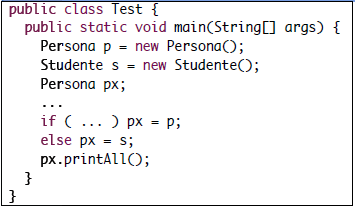 public class Test {
public static void main(String[] args) {
Persona p = new Persona();
Studente s = new Studente();
Persona px;
...
if ( ... ) px = p;
else px = s;
px.printAll();
}
}